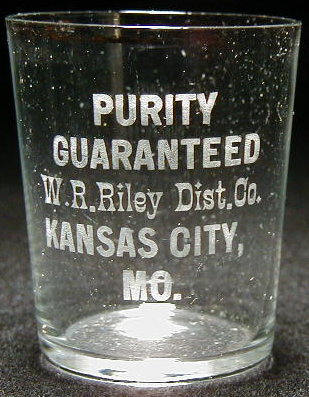 PURITY
GUARANTEED
W.R.Riley Dist.Co.
KANSAS CITY,
MO.